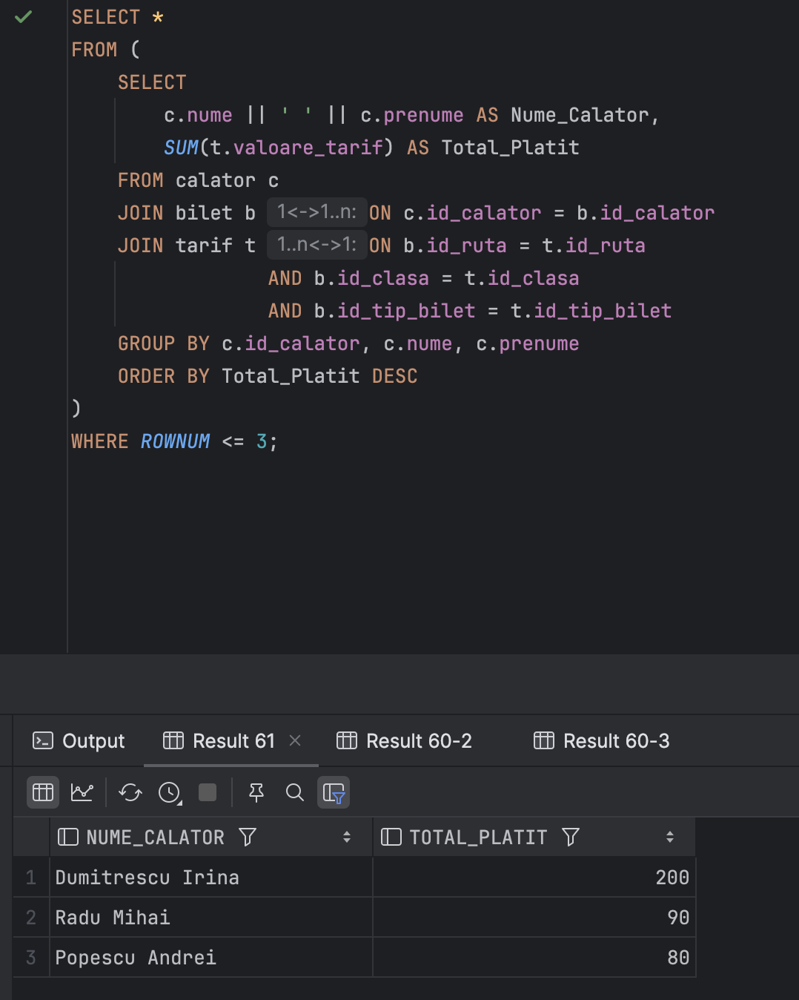 SELECT *
FROM (
    SELECT
        c.nume || ' ' || c.prenume AS Nume_Calator,
        SUM(t.valoare_tarif) AS Total_Platit
    FROM calator c
    JOIN bilet b 1<->1..n: ON c.id_calator = b.id_calator
    JOIN tarif t 1..n<->1: ON b.id_ruta = t.id_ruta
                 AND b.id_clasa = t.id_clasa
                 AND b.id_tip_bilet = t.id_tip_bilet
    GROUP BY c.id_calator, c.nume, c.prenume
    ORDER BY Total_Platit DESC
)
WHERE ROWNUM <= 3;
Output Result 61 Result 60-2 Result 60-3
NUME_CALATOR TOTAL_PLATIT
1 Dumitrescu Irina 200
2 Radu Mihai 90
3 Popescu Andrei 80